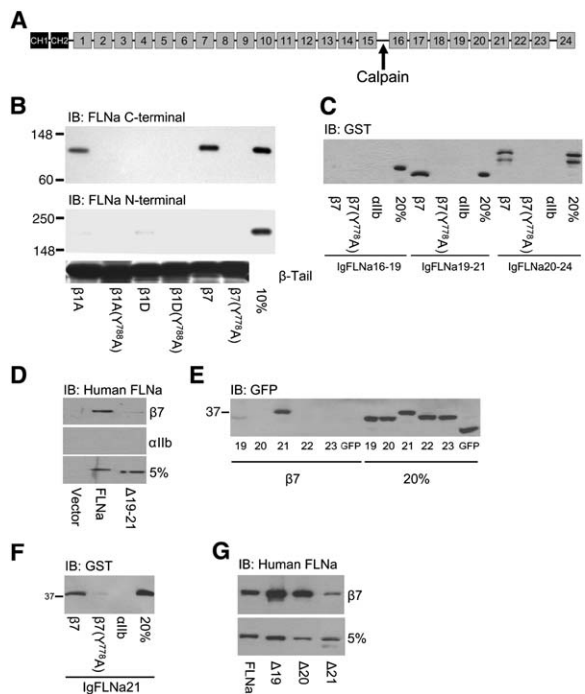 A
CH1 CH2 1 2 3 4 5 6 7 8 9 10 11 12 13 14 15 16 17 18 19 20 21 22 23 24
Calpain
B
IB: FLNa C-terminal
148
60
IB: FLNa N-terminal
250
148
β-Tail
β1A β1A(Y788A) β1D β1D(Y788A) β7 β7(Y778A) 10%
C
IB: GST
β7 β7(Y778A) αIIb 20% β7 β7(Y778A) αIIb 20% β7 β7(Y778A) αIIb 20%
IgFLNa16-19 IgFLNa19-21 IgFLNa20-24
D
IB: Human FLNa
β7
αIIb
5%
Vector FLNa Δ19-21
E
IB: GFP
37
19 20 21 22 23 GFP 19 20 21 22 23 GFP
β7 20%
F
IB: GST
37
β7 β7(Y778A) αIIb 20%
IgFLNa21
G
IB: Human FLNa
β7
5%
FLNa Δ19 Δ20 Δ21